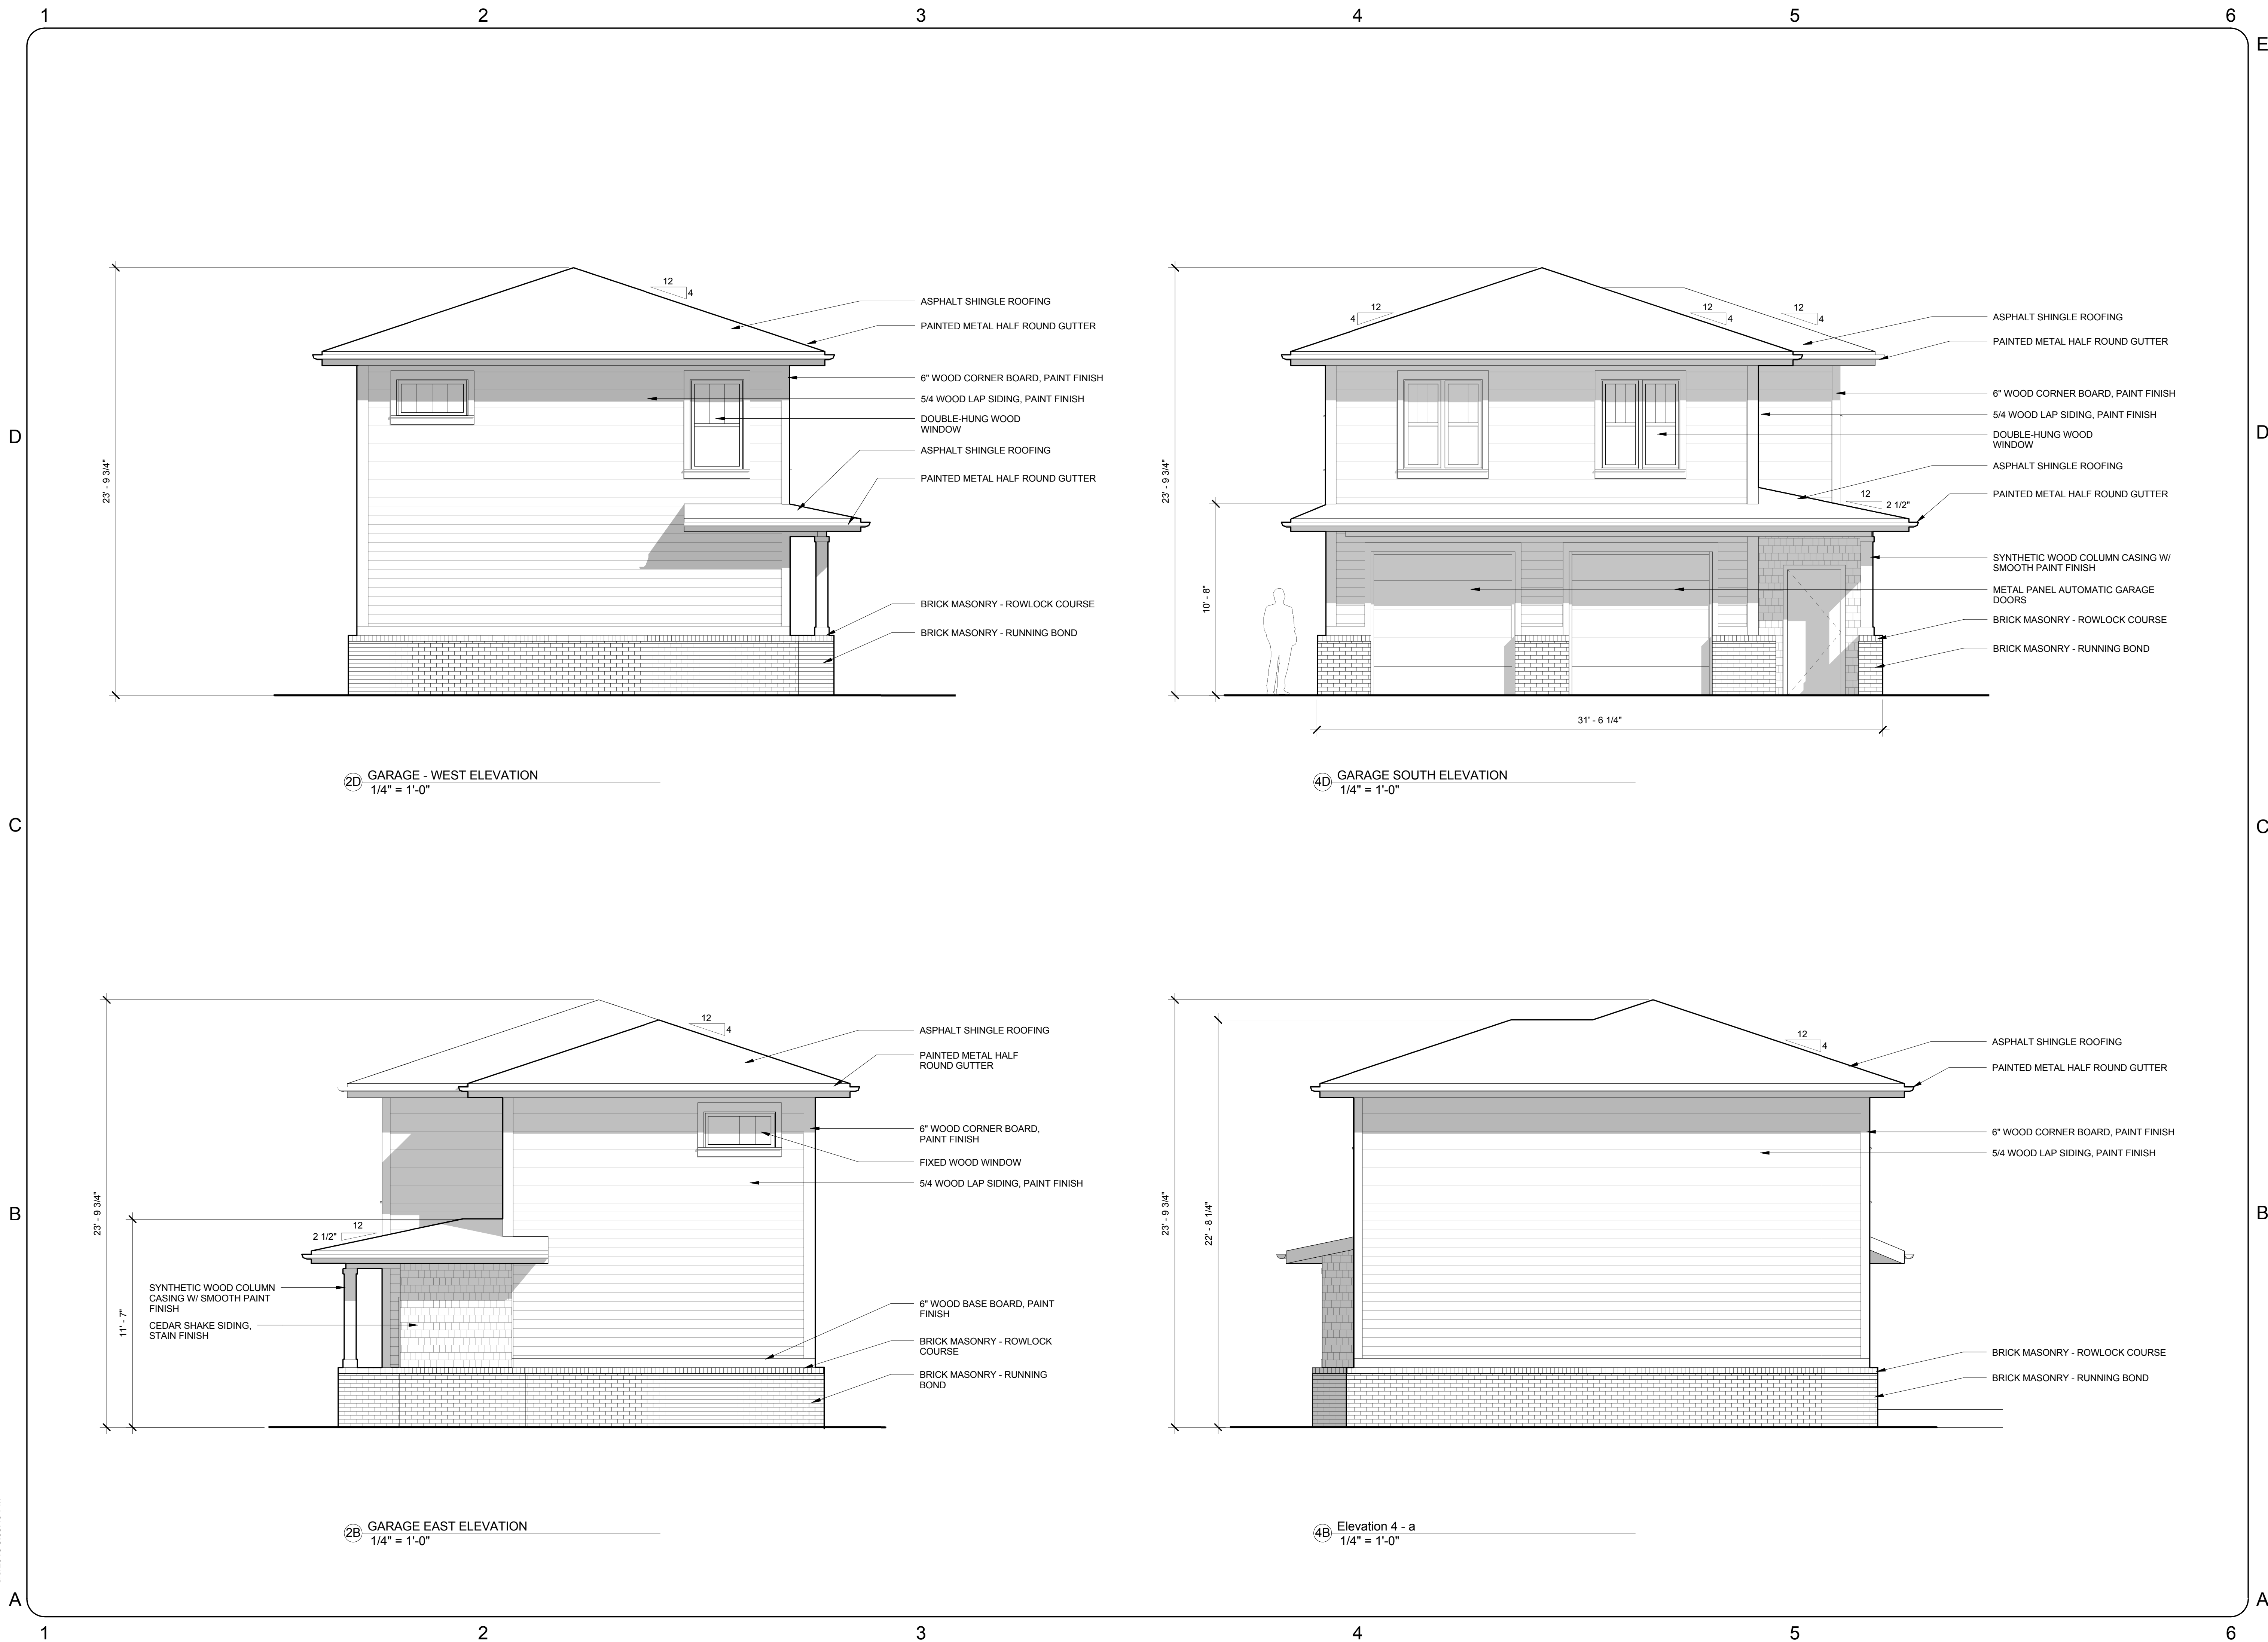 1 2 3 4 5 6
E
12
4
ASPHALT SHINGLE ROOFING
PAINTED METAL HALF ROUND GUTTER
6" WOOD CORNER BOARD, PAINT FINISH
5/4 WOOD LAP SIDING, PAINT FINISH
DOUBLE-HUNG WOOD
WINDOW
ASPHALT SHINGLE ROOFING
PAINTED METAL HALF ROUND GUTTER
BRICK MASONRY - ROWLOCK COURSE
BRICK MASONRY - RUNNING BOND
23' - 9 3/4"
D
2D GARAGE - WEST ELEVATION
1/4" = 1'-0"
12
4
12
4
12
4
ASPHALT SHINGLE ROOFING
PAINTED METAL HALF ROUND GUTTER
6" WOOD CORNER BOARD, PAINT FINISH
5/4 WOOD LAP SIDING, PAINT FINISH
DOUBLE-HUNG WOOD
WINDOW
ASPHALT SHINGLE ROOFING
12
2 1/2"
PAINTED METAL HALF ROUND GUTTER
SYNTHETIC WOOD COLUMN CASING W/
SMOOTH PAINT FINISH
METAL PANEL AUTOMATIC GARAGE
DOORS
BRICK MASONRY - ROWLOCK COURSE
BRICK MASONRY - RUNNING BOND
23' - 9 3/4"
10' - 8"
31' - 6 1/4"
D
4D GARAGE SOUTH ELEVATION
1/4" = 1'-0"
C
C
12
4
ASPHALT SHINGLE ROOFING
PAINTED METAL HALF
ROUND GUTTER
6" WOOD CORNER BOARD,
PAINT FINISH
FIXED WOOD WINDOW
5/4 WOOD LAP SIDING, PAINT FINISH
23' - 9 3/4"
11' - 7"
12
2 1/2"
SYNTHETIC WOOD COLUMN
CASING W/ SMOOTH PAINT
FINISH
CEDAR SHAKE SIDING,
STAIN FINISH
6" WOOD BASE BOARD, PAINT
FINISH
BRICK MASONRY - ROWLOCK
COURSE
BRICK MASONRY - RUNNING
BOND
B
2B GARAGE EAST ELEVATION
1/4" = 1'-0"
12
4
ASPHALT SHINGLE ROOFING
PAINTED METAL HALF ROUND GUTTER
6" WOOD CORNER BOARD, PAINT FINISH
5/4 WOOD LAP SIDING, PAINT FINISH
23' - 9 3/4"
22' - 8 1/4"
BRICK MASONRY - ROWLOCK COURSE
BRICK MASONRY - RUNNING BOND
B
4B Elevation 4 - a
1/4" = 1'-0"
A
A
1 2 3 4 5 6